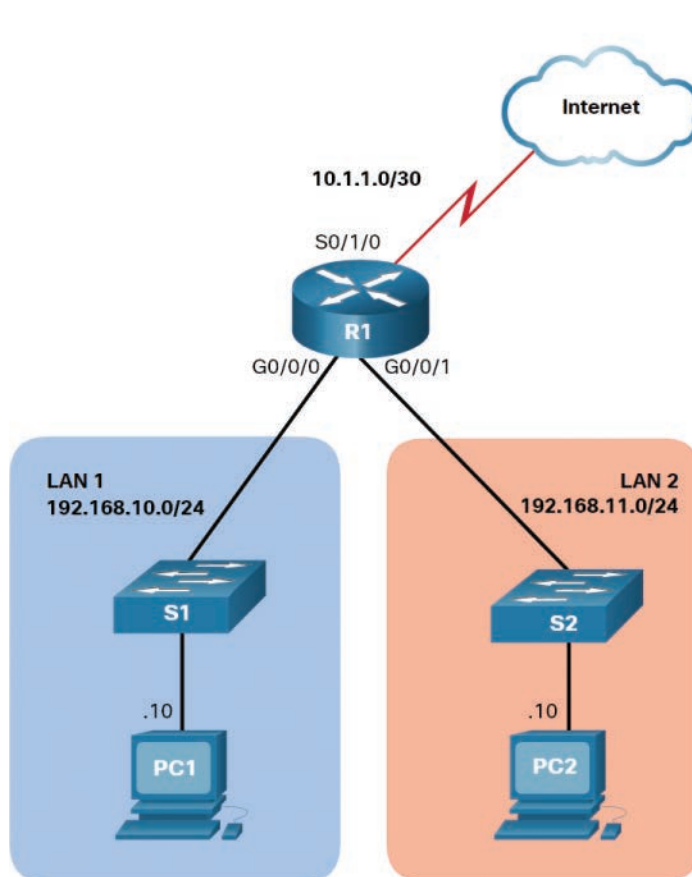 Internet
10.1.1.0/30
S0/1/0
R1
G0/0/0
G0/0/1
LAN 1
192.168.10.0/24
LAN 2
192.168.11.0/24
S1
S2
.10
.10
PC1
PC2